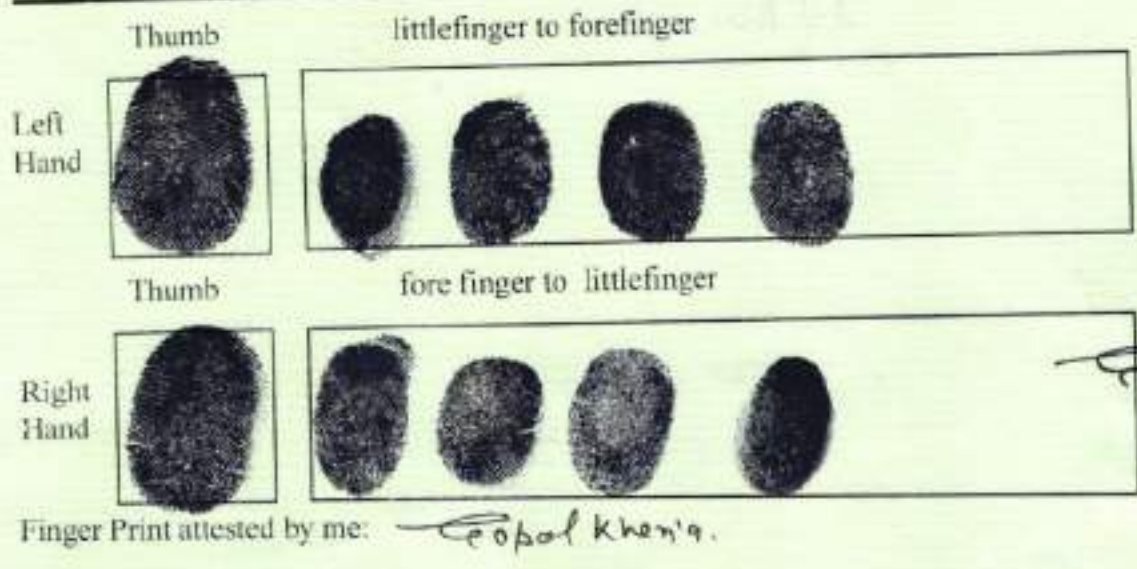 Thumb littlefinger to forefinger
Left
Hand
Thumb fore finger to littlefinger
Right
Hand
Finger Print attested by me: Gopal Khen'a.